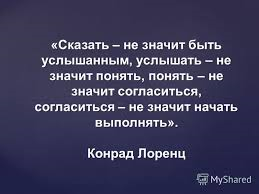 «Сказать – не значит быть
услышанным, услышать – не
значит понять, понять – не
значит согласиться,
согласиться – не значит начать
выполнять».
Конрад Лоренц
MyShared